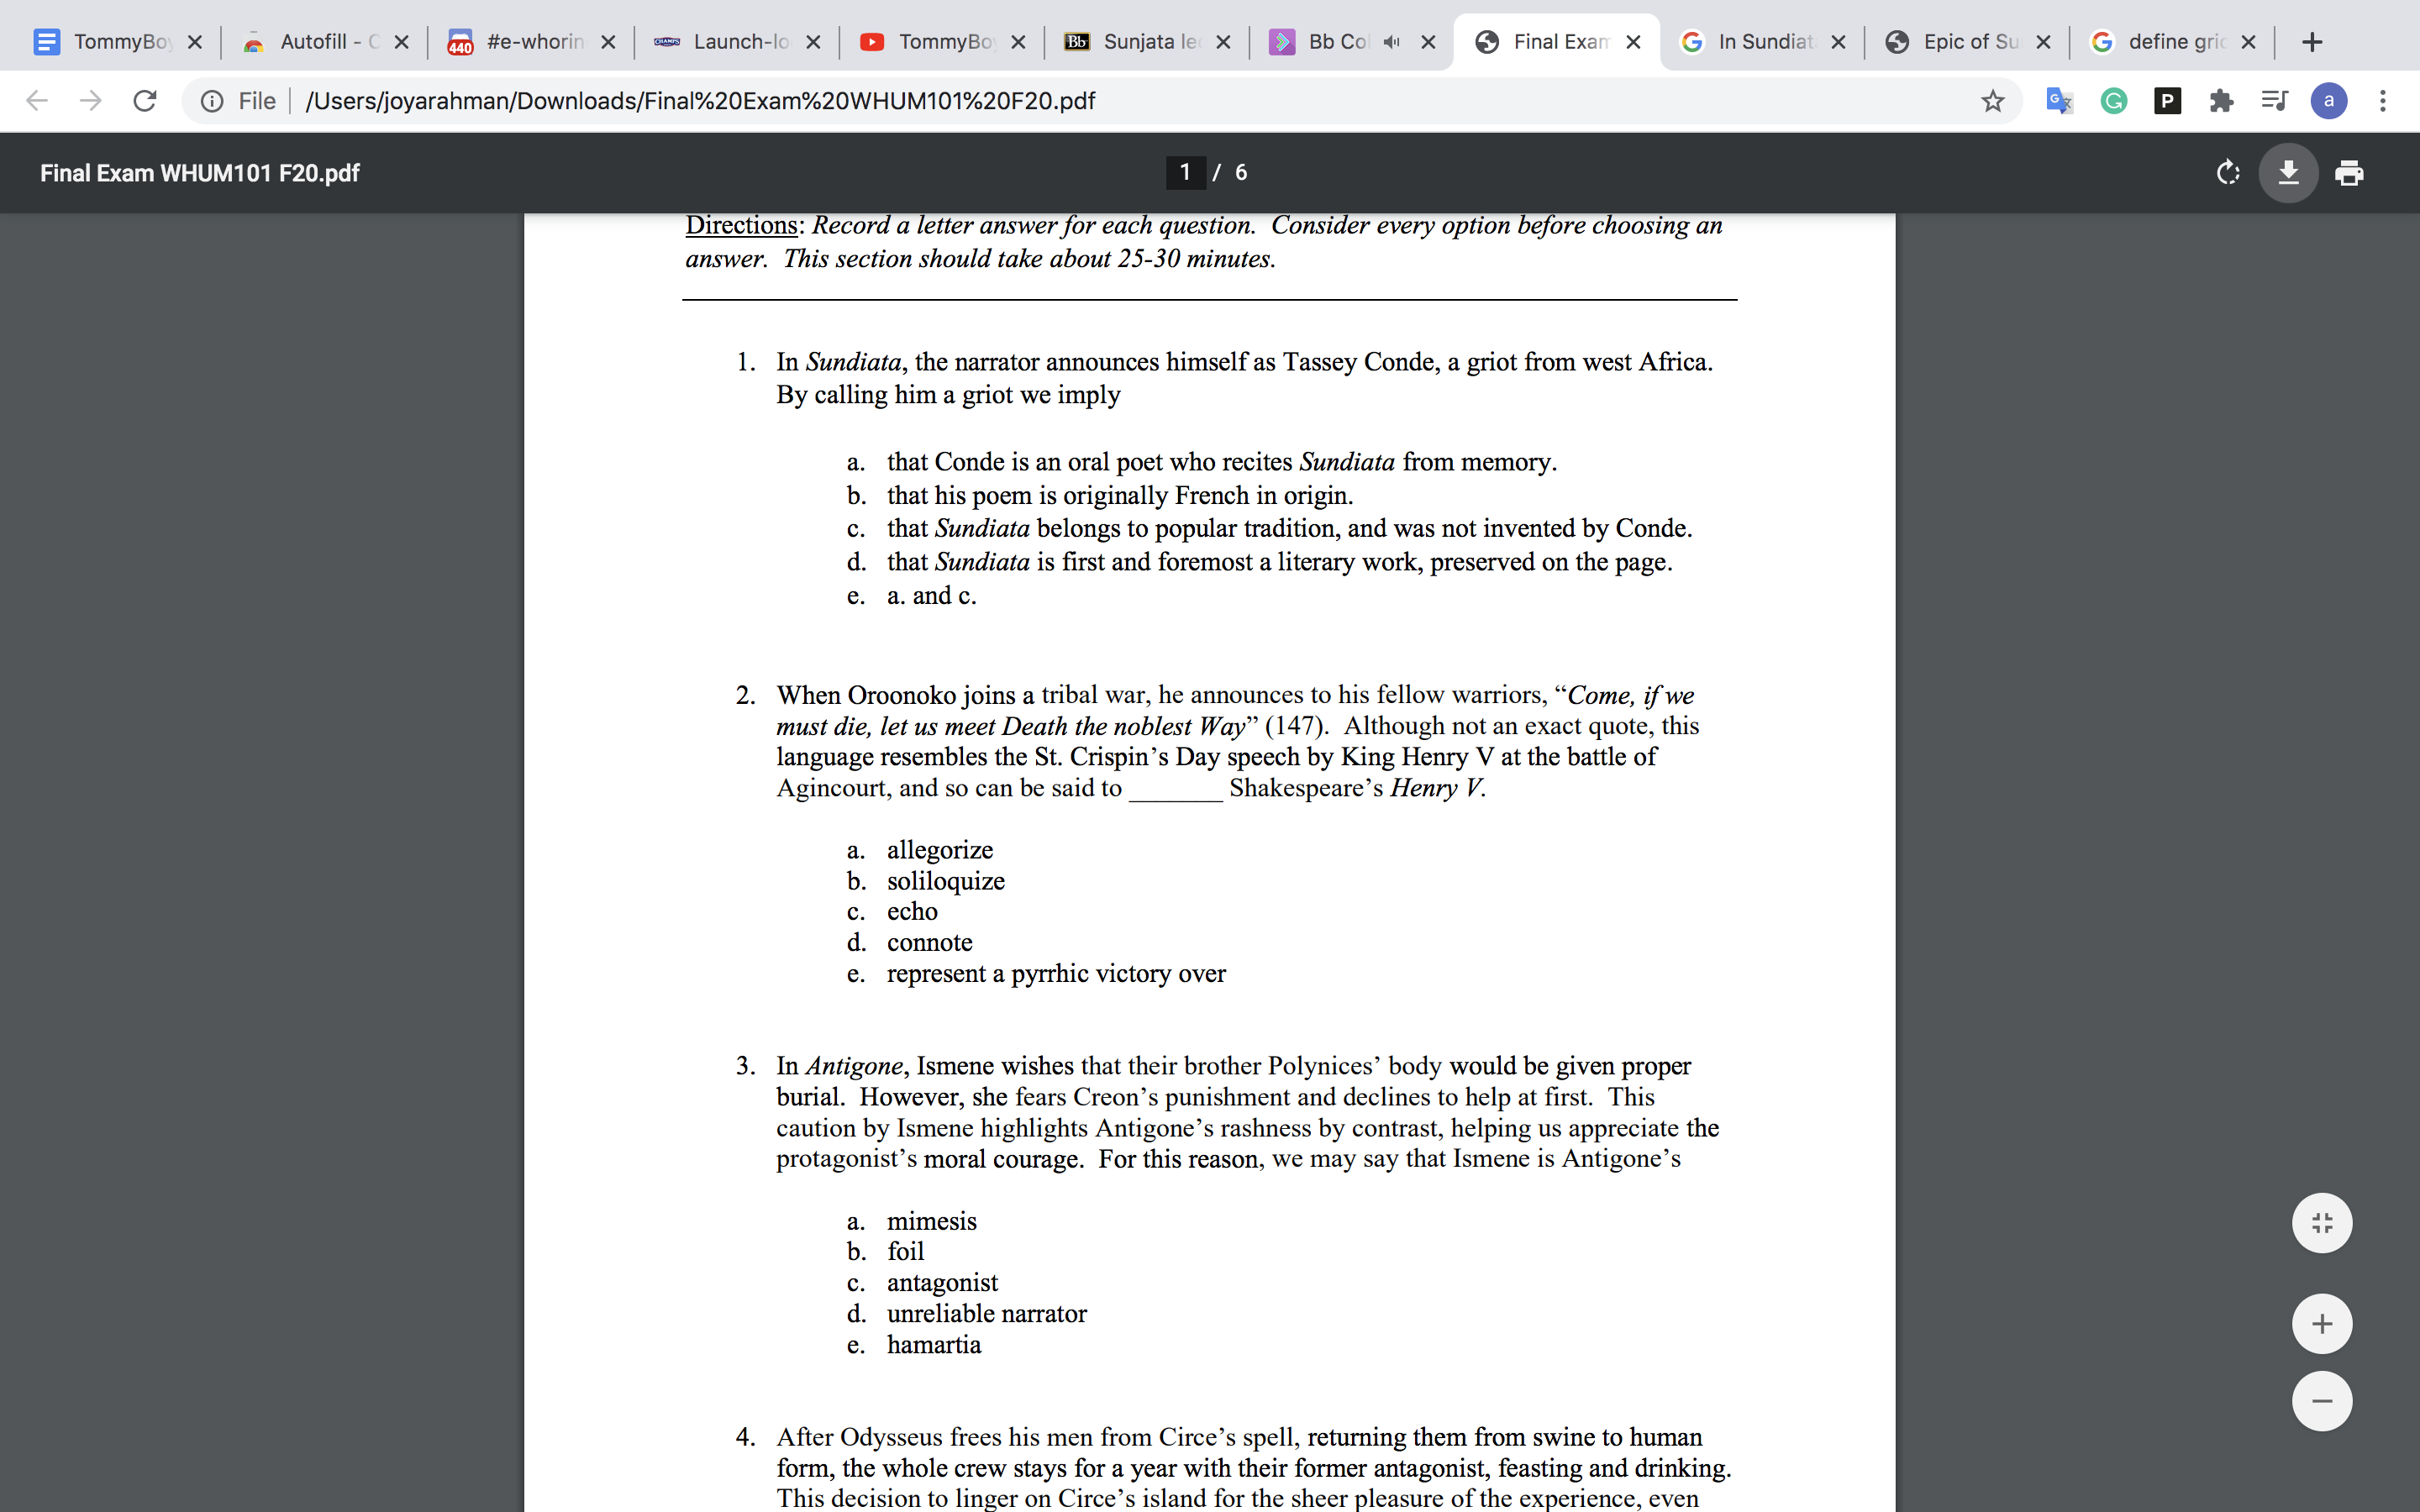 TommyBoy
Autofill - C
440
#e-whorin
CHAMPS
Launch-lo
TommyBo
Bb
Sunjata le
Bb Col
Final Exam
In Sundiat
Epic of Su
define gric
File
/Users/joyarahman/Downloads/Final%20Exam%20WHUM101%20F20.pdf
G
P
a
Final Exam WHUM101 F20.pdf
1 / 6
Directions: Record a letter answer for each question. Consider every option before choosing an
answer. This section should take about 25-30 minutes.
1. In Sundiata, the narrator announces himself as Tassey Conde, a griot from west Africa.
By calling him a griot we imply
a. that Conde is an oral poet who recites Sundiata from memory.
b. that his poem is originally French in origin.
c. that Sundiata belongs to popular tradition, and was not invented by Conde.
d. that Sundiata is first and foremost a literary work, preserved on the page.
e. a. and c.
2. When Oroonoko joins a tribal war, he announces to his fellow warriors, “Come, if we
must die, let us meet Death the noblest Way” (147). Although not an exact quote, this
language resembles the St. Crispin’s Day speech by King Henry V at the battle of
Agincourt, and so can be said to _______ Shakespeare’s Henry V.
a. allegorize
b. soliloquize
c. echo
d. connote
e. represent a pyrrhic victory over
3. In Antigone, Ismene wishes that their brother Polynices’ body would be given proper
burial. However, she fears Creon’s punishment and declines to help at first. This
caution by Ismene highlights Antigone’s rashness by contrast, helping us appreciate the
protagonist’s moral courage. For this reason, we may say that Ismene is Antigone’s
a. mimesis
b. foil
c. antagonist
d. unreliable narrator
e. hamartia
4. After Odysseus frees his men from Circe’s spell, returning them from swine to human
form, the whole crew stays for a year with their former antagonist, feasting and drinking.
This decision to linger on Circe’s island for the sheer pleasure of the experience, even